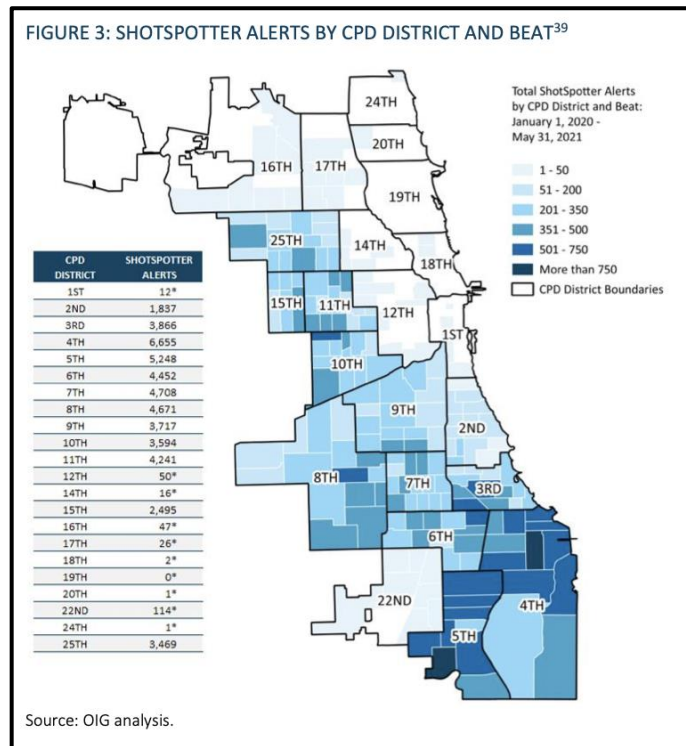 FIGURE 3: SHOTSPOTTER ALERTS BY CPD DISTRICT AND BEAT39
Total ShotSpotter Alerts
by CPD District and Beat:
January 1, 2020 -
May 31, 2021
1 - 50
51 - 200
201 - 350
351 - 500
501 - 750
More than 750
CPD District Boundaries
24TH
20TH
16TH
17TH
19TH
25TH
14TH
18TH
15TH
11TH
12TH
1ST
10TH
9TH
2ND
8TH
7TH
3RD
6TH
22ND
4TH
5TH
CPD DISTRICT SHOTSPOTTER ALERTS
1ST 12*
2ND 1,837
3RD 3,866
4TH 6,655
5TH 5,248
6TH 4,452
7TH 4,708
8TH 4,671
9TH 3,717
10TH 3,594
11TH 4,241
12TH 50*
14TH 16*
15TH 2,495
16TH 47*
17TH 26*
18TH 2*
19TH 0*
20TH 1*
22ND 114*
24TH 1*
25TH 3,469
Source: OIG analysis.